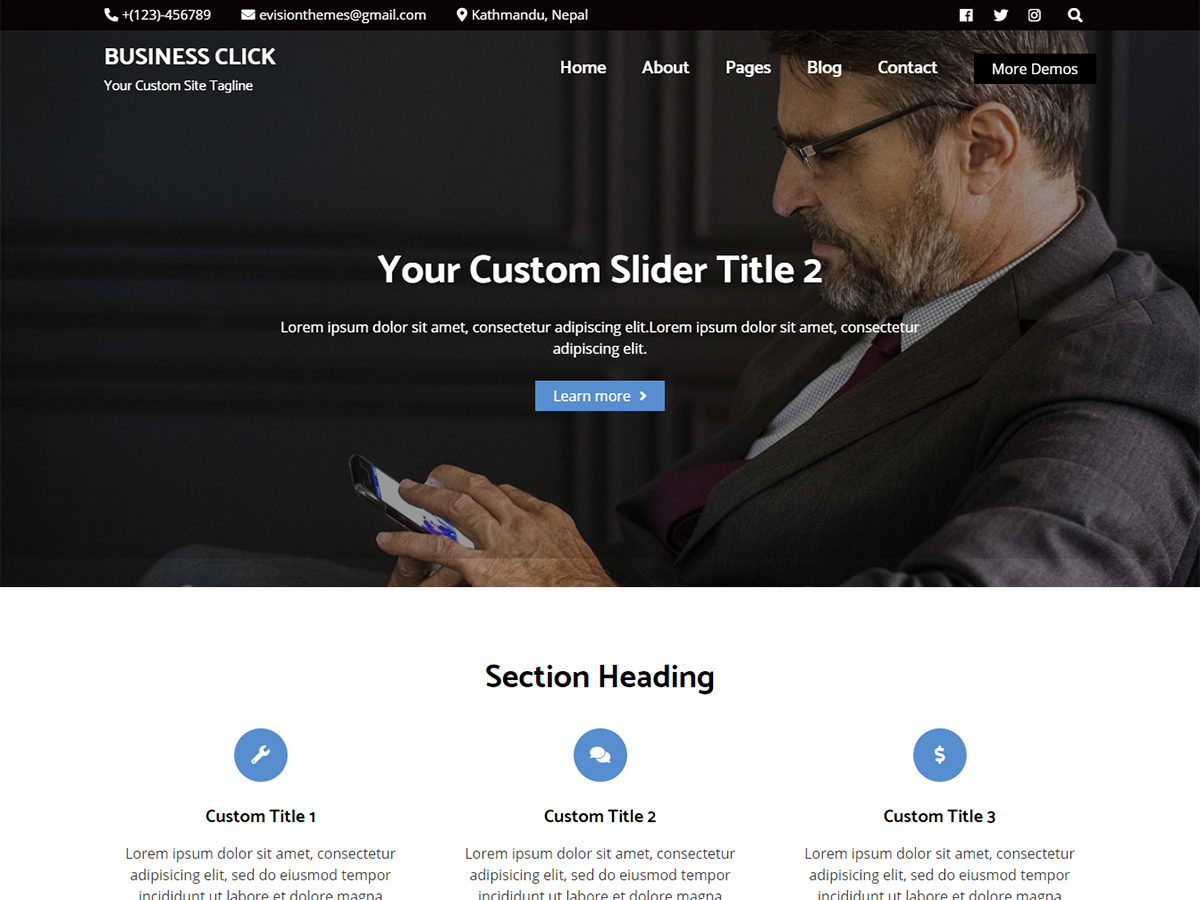 +(123)-456789 evisionthemes@gmail.com Kathmandu, Nepal
BUSINESS CLICK
Your Custom Site Tagline
Home About Pages Blog Contact More Demos
Your Custom Slider Title 2
Lorem ipsum dolor sit amet, consectetur adipiscing elit.Lorem ipsum dolor sit amet, consectetur
adipiscing elit.
Learn more
Section Heading
Custom Title 1
Lorem ipsum dolor sit amet, consectetur
adipisicing elit, sed do eiusmod tempor
incididunt ut labore et dolore magna
Custom Title 2
Lorem ipsum dolor sit amet, consectetur
adipisicing elit, sed do eiusmod tempor
incididunt ut labore et dolore magna
Custom Title 3
Lorem ipsum dolor sit amet, consectetur
adipisicing elit, sed do eiusmod tempor
incididunt ut labore et dolore magna